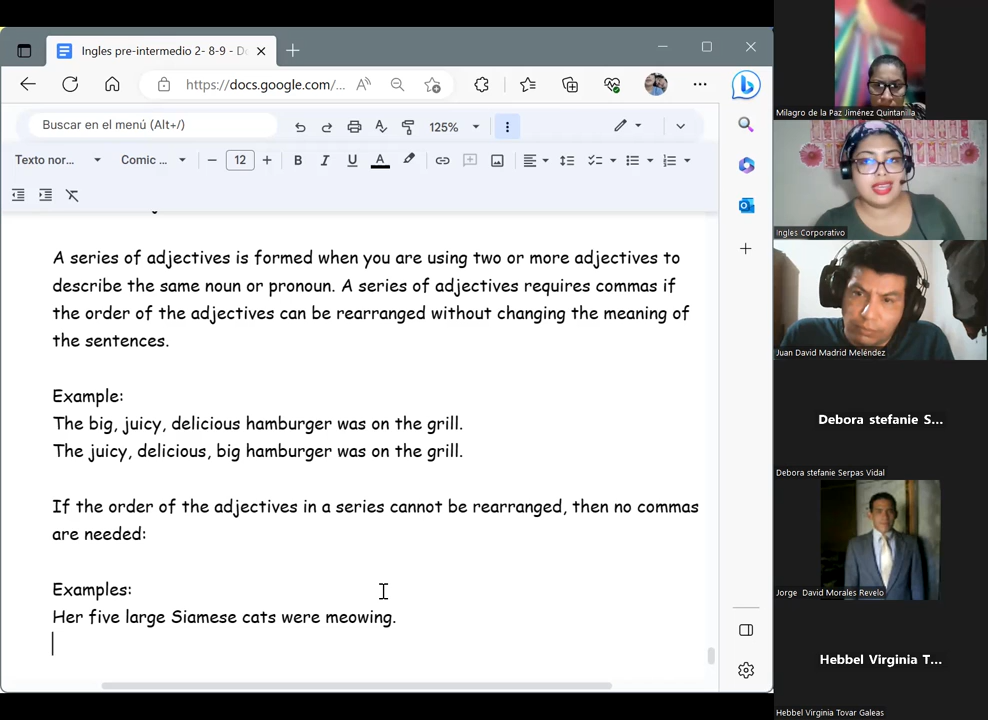 Ingles pre-intermedio 2- 8-9 - D
https://docs.google.com/...
Buscar en el menú (Alt+/)
125%
Texto nor...
Comic ...
12
A series of adjectives is formed when you are using two or more adjectives to
describe the same noun or pronoun. A series of adjectives requires commas if
the order of the adjectives can be rearranged without changing the meaning of
the sentences.
Example:
The big, juicy, delicious hamburger was on the grill.
The juicy, delicious, big hamburger was on the grill.
If the order of the adjectives in a series cannot be rearranged, then no commas
are needed:
Examples:
Her five large Siamese cats were meowing.
Milagro de la Paz Jiménez Quintanilla
Ingles Corporativo
Juan David Madrid Meléndez
Debora stefanie S...
Debora stefanie Serpas Vidal
Jorge David Morales Revelo
Hebbel Virginia T...
Hebbel Virginia Tovar Galeas